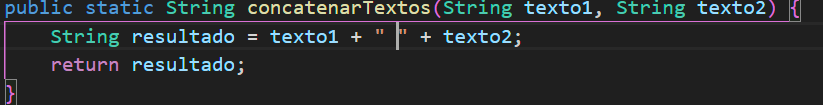 public static String concatenarTextos(String texto1, String texto2) {
    String resultado = texto1 + " " + texto2;
    return resultado;
}